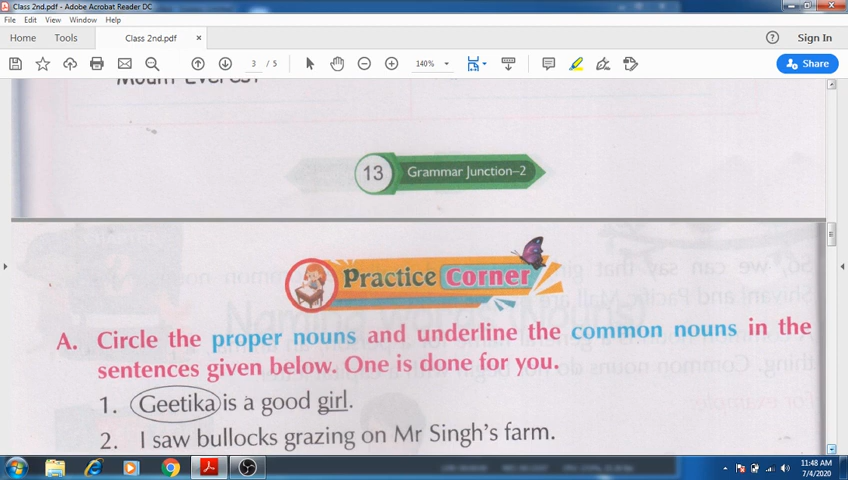 Class 2nd.pdf - Adobe Acrobat Reader DC
File Edit View Window Help
Home Tools Class 2nd.pdf × Sign In
3 / 5 140% Share
Mount Everest
13 Grammar Junction–2
Practice Corner
A. Circle the proper nouns and underline the common nouns in the
sentences given below. One is done for you.
1. Geetika is a good girl.
2. I saw bullocks grazing on Mr Singh's farm.
11:48 AM
7/4/2020